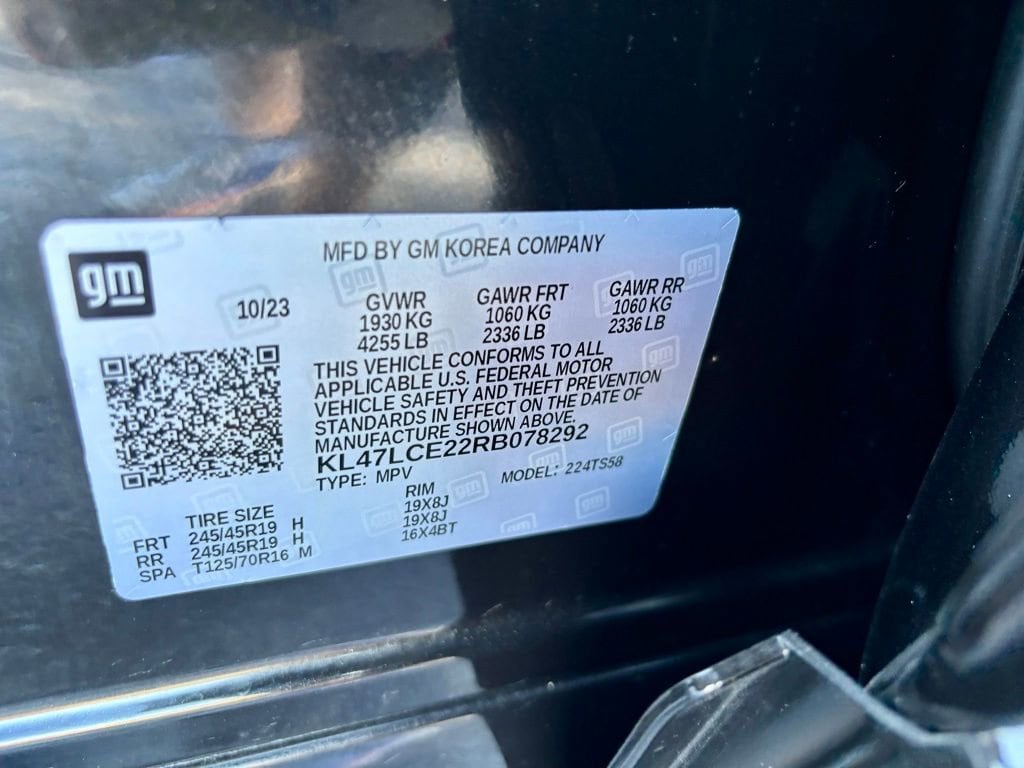 gm
MFD BY GM KOREA COMPANY
10/23
GVWR
1930 KG
4255 LB
GAWR FRT
1060 KG
2336 LB
GAWR RR
1060 KG
2336 LB
THIS VEHICLE CONFORMS TO ALL
APPLICABLE U.S. FEDERAL MOTOR
VEHICLE SAFETY AND THEFT PREVENTION
STANDARDS IN EFFECT ON THE DATE OF
MANUFACTURE SHOWN ABOVE.
KL47LCE22RB078292
TYPE: MPV MODEL: 224TS58
TIRE SIZE RIM
FRT 245/45R19 H 19X8J
RR 245/45R19 H 19X8J
SPA T125/70R16 M 16X4BT